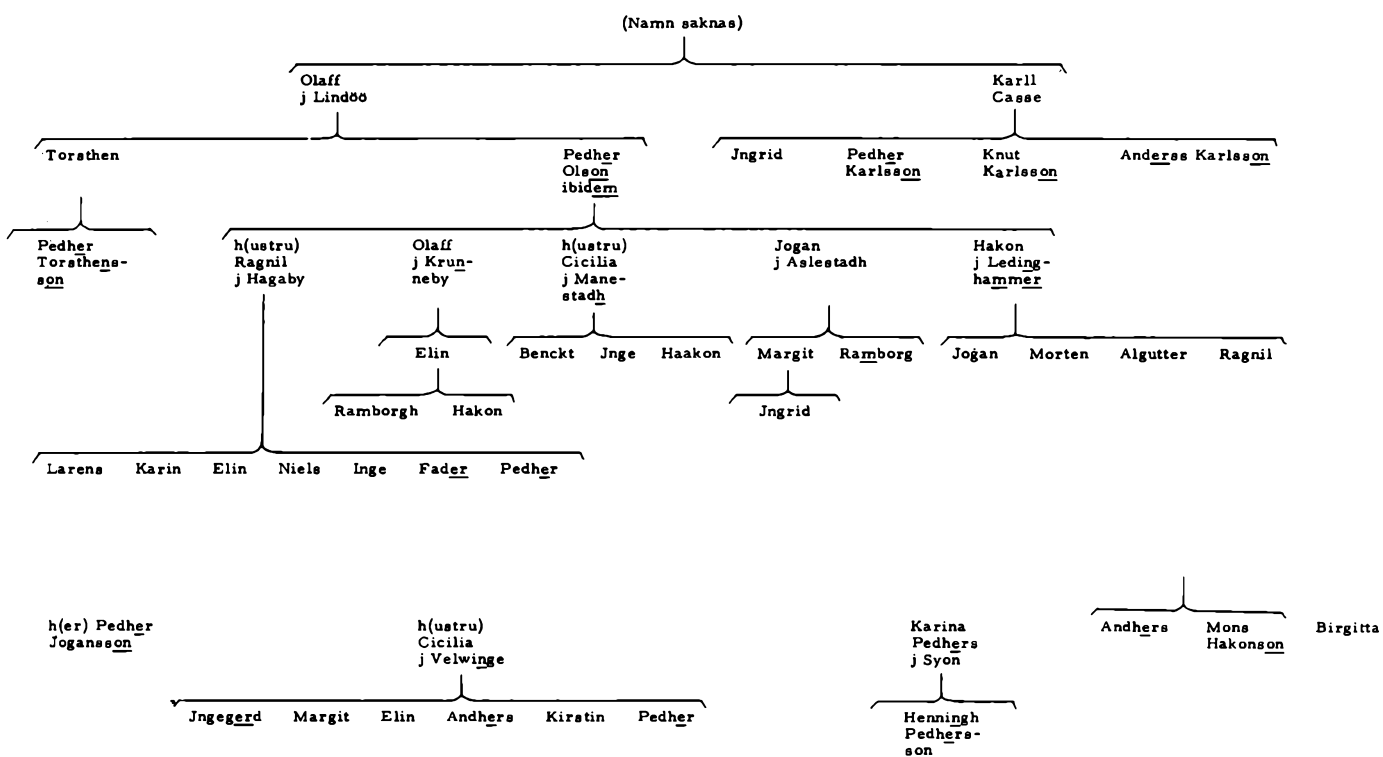 (Namn saknas)
Olaff
j Lindöö
Karll
Casse
Torsthen
Pedher
Olson
ibidem
Jngrid
Pedher
Karlsson
Knut
Karlsson
Anderss Karlsson
Pedher
Torsthens-
son
h(ustru)
Ragnil
j Hagaby
Olaff
j Krun-
neby
h(ustru)
Cicilia
j Mane-
stadh
Jogan
j Aslestadh
Hakon
j Leding-
hammer
Elin
Benckt Jnge Haakon
Margit Ramborg
Jogan Morten Algutter Ragnil
Ramborgh Hakon
Jngrid
Larens Karin Elin Niels Inge Fader Pedher
h(er) Pedher
Jogansson
h(ustru)
Cicilia
j Velwinge
Karina
Pedhers
j Syon
Andhers
Mons
Hakonson
Birgitta
Jngegerd Margit Elin Andhers Kirstin Pedher
Henningh
Pedhers-
son